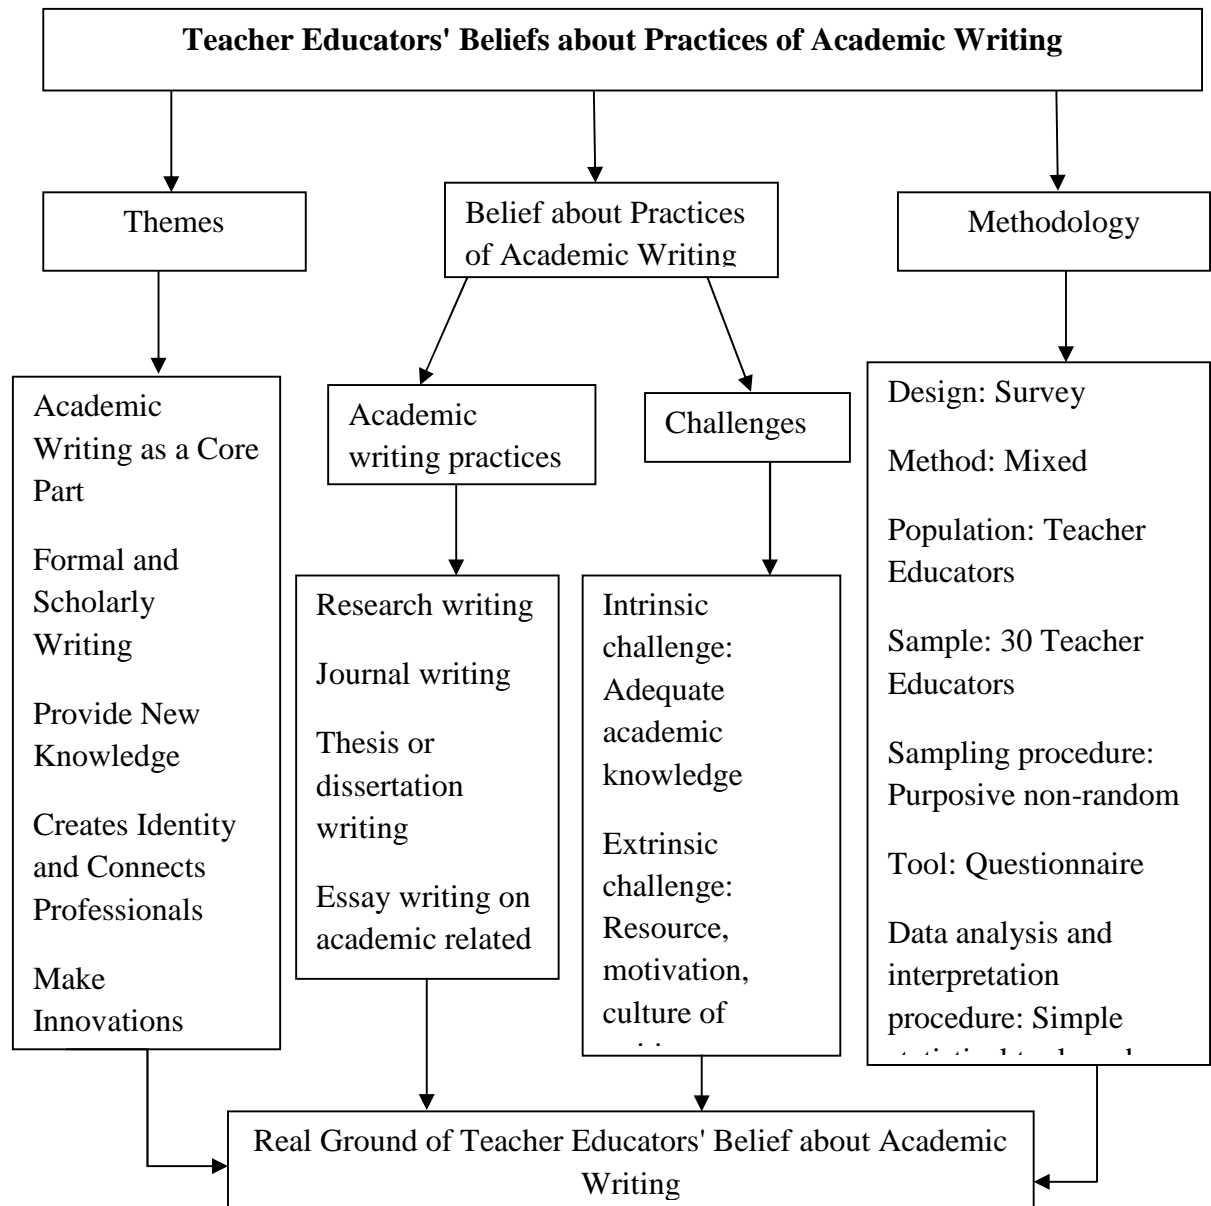 Teacher Educators' Beliefs about Practices of Academic Writing
Themes
Belief about Practices
of Academic Writing
Methodology
Academic
Writing as a Core
Part
Formal and
Scholarly
Writing
Provide New
Knowledge
Creates Identity
and Connects
Professionals
Make
Innovations
Academic
writing practices
Challenges
Research writing
Journal writing
Thesis or
dissertation
writing
Essay writing on
academic related
Intrinsic
challenge:
Adequate
academic
knowledge
Extrinsic
challenge:
Resource,
motivation,
culture of
Design: Survey
Method: Mixed
Population: Teacher
Educators
Sample: 30 Teacher
Educators
Sampling procedure:
Purposive non-random
Tool: Questionnaire
Data analysis and
interpretation
procedure: Simple
Real Ground of Teacher Educators' Belief about Academic
Writing